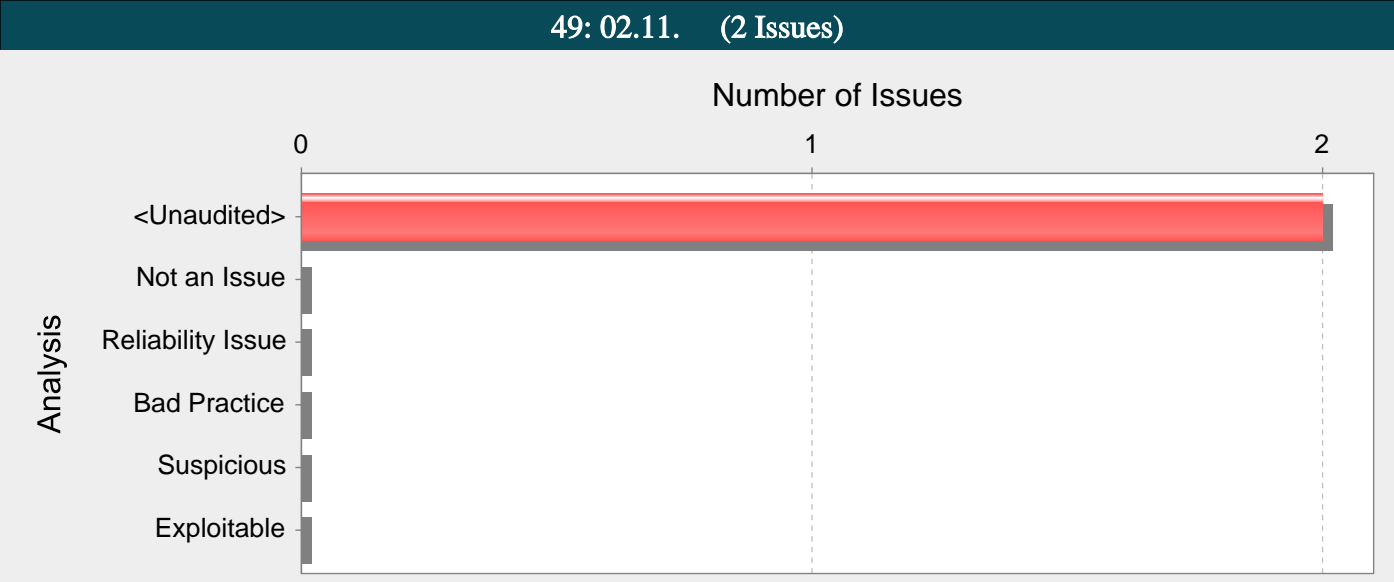 49: 02.11. (2 Issues)
Number of Issues
0 1 2
<Unaudited>
Not an Issue
Reliability Issue
Bad Practice
Suspicious
Exploitable
Analysis